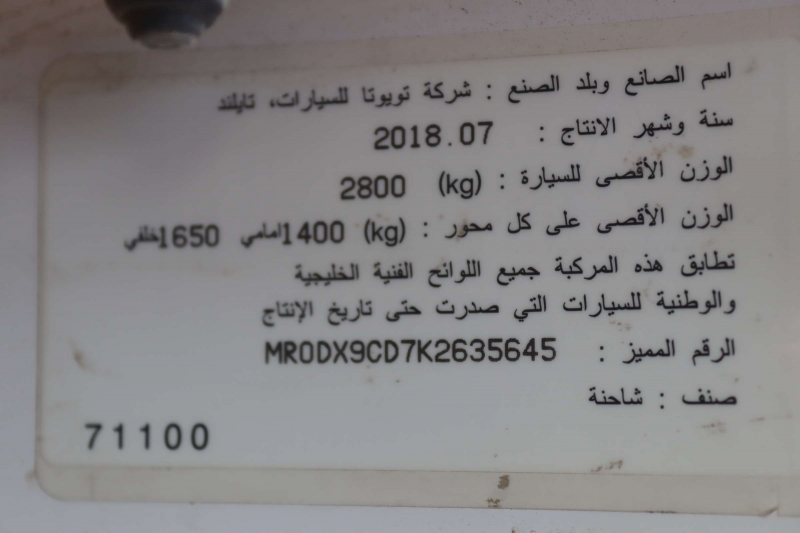 اسم الصانع وبلد الصنع : شركة تويوتا للسيارات، تايلند
سنة وشهر الانتاج : 2018.07
الوزن الأقصى للسيارة : (kg) 2800
الوزن الأقصى على كل محور : (kg) 1400امامي 1650خلفي
تطابق هذه المركبة جميع اللوائح الفنية الخليجية
والوطنية للسيارات التي صدرت حتى تاريخ الإنتاج
الرقم المميز : MR0DX9CD7K2635645
صنف : شاحنة
71100